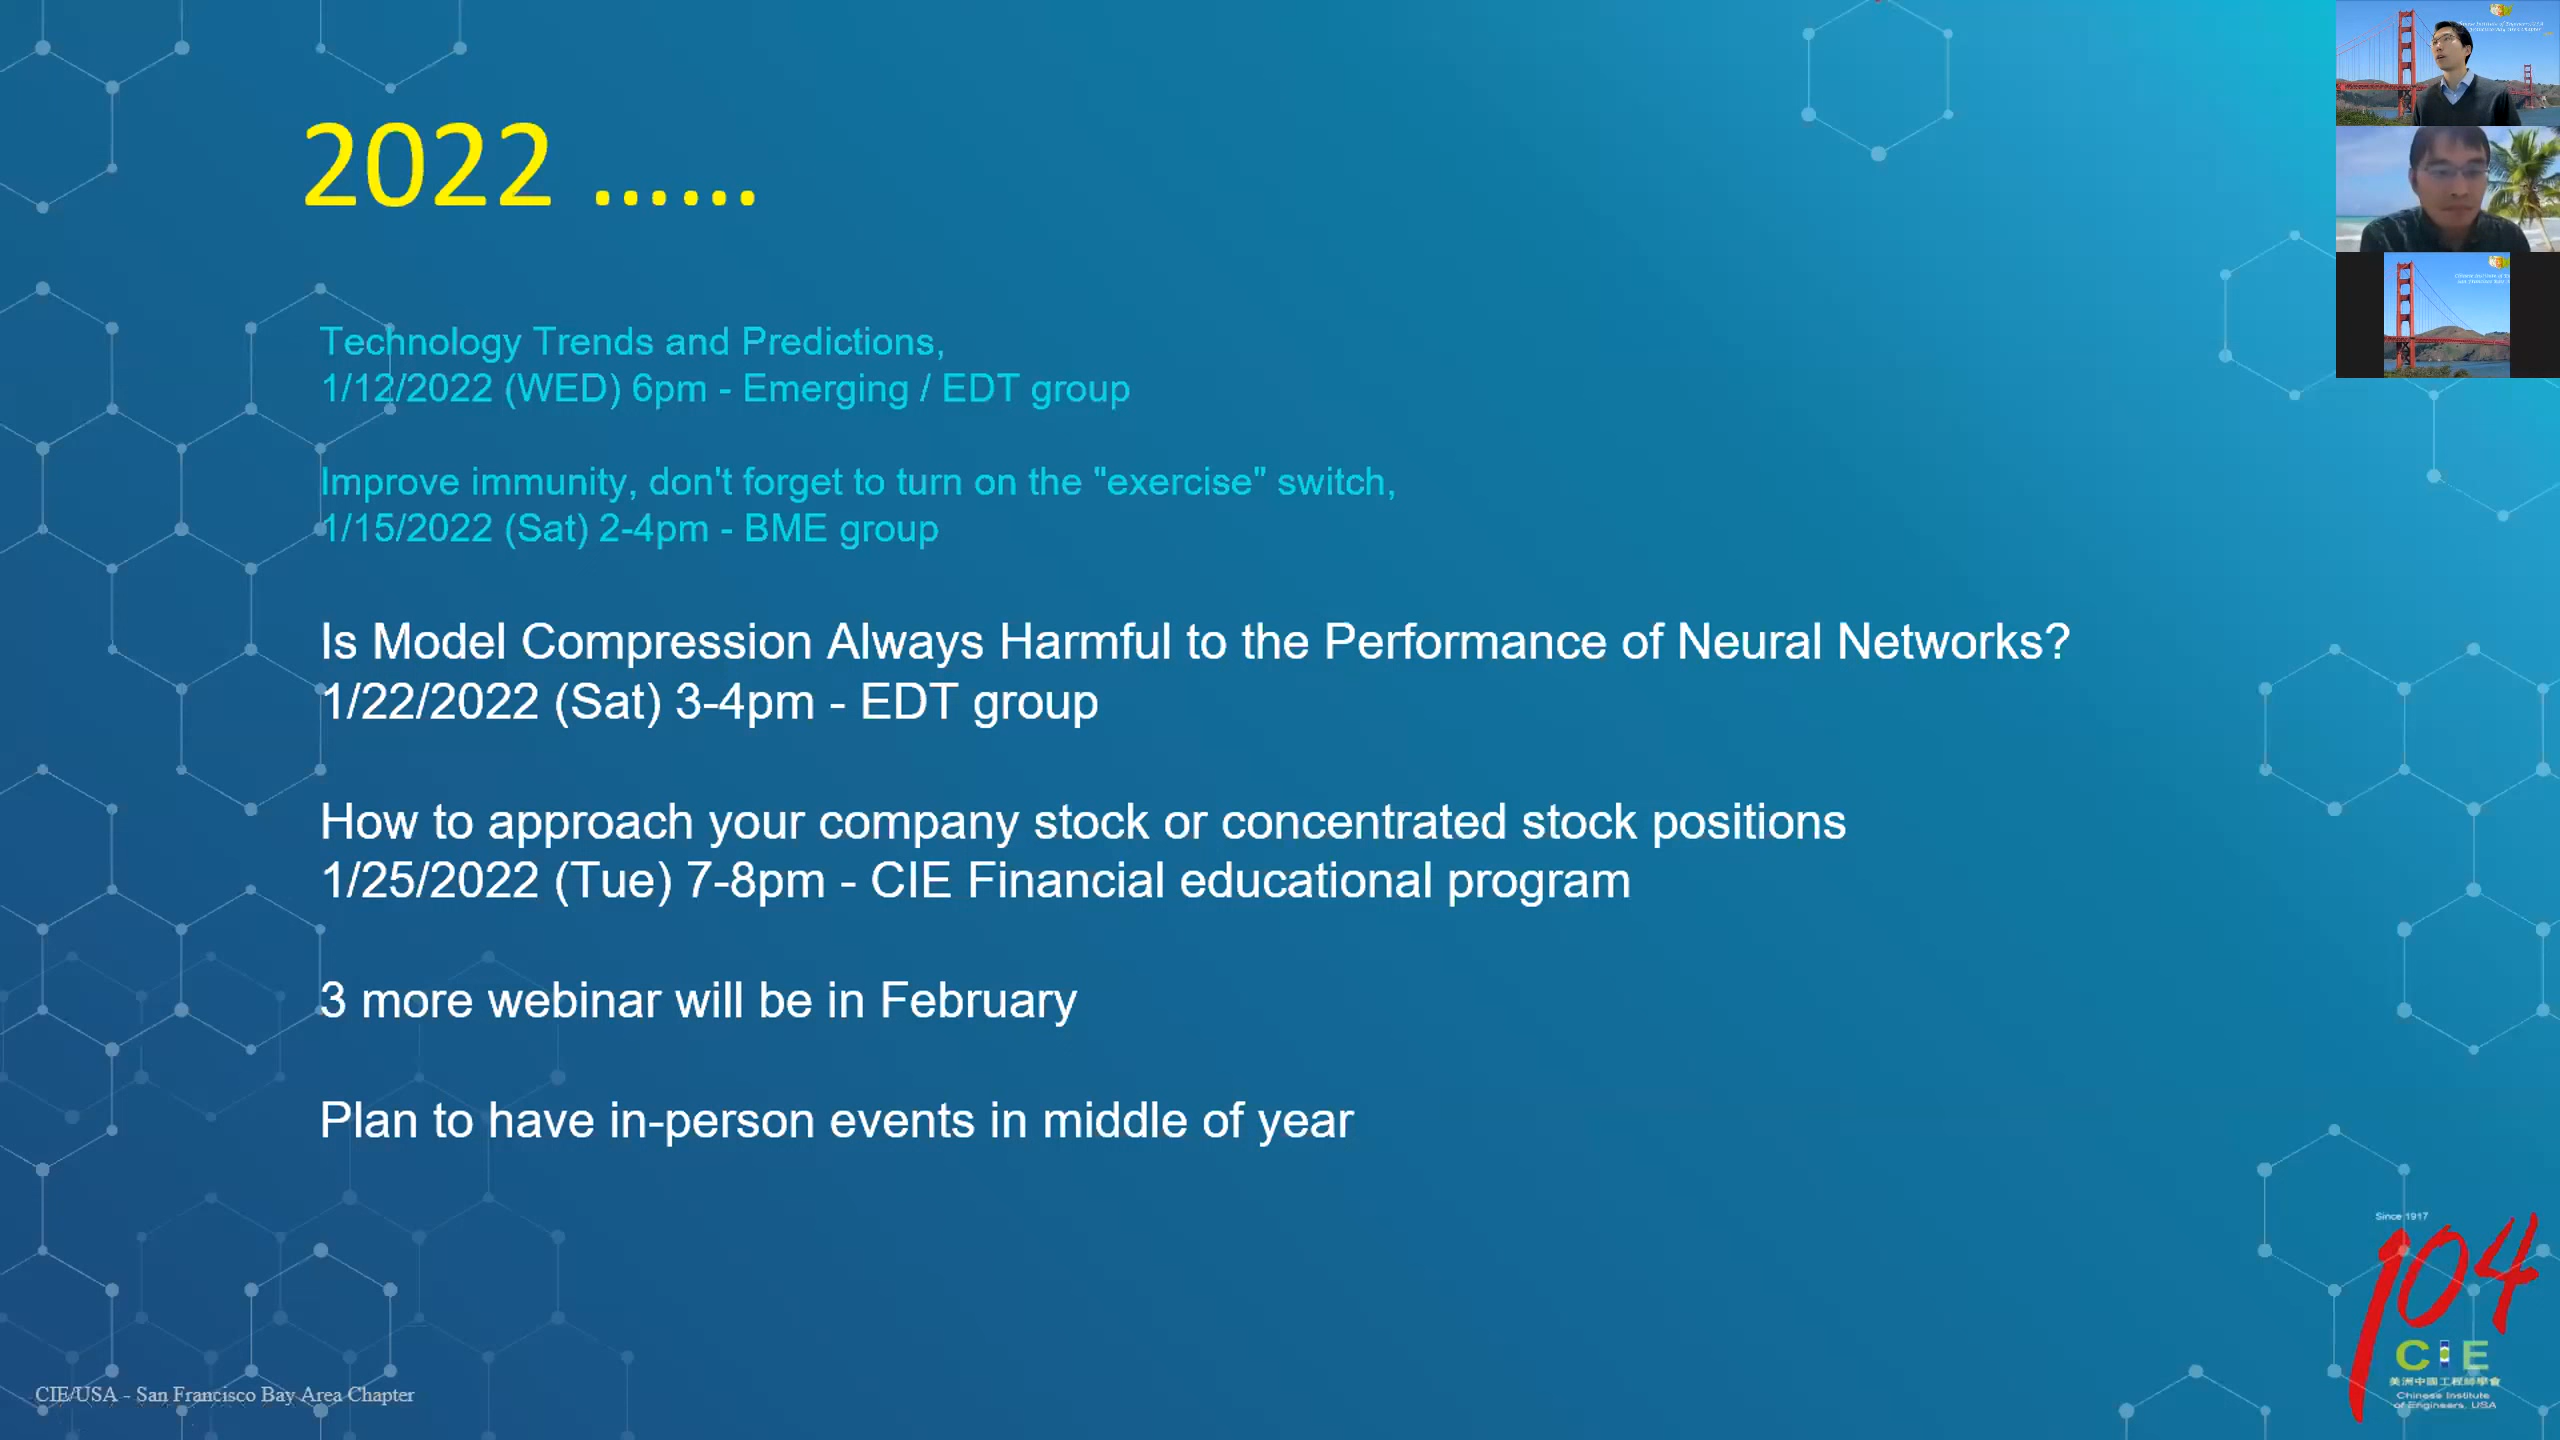 2022 ......
Technology Trends and Predictions,
1/12/2022 (WED) 6pm - Emerging / EDT group
Improve immunity, don't forget to turn on the "exercise" switch,
1/15/2022 (Sat) 2-4pm - BME group
Is Model Compression Always Harmful to the Performance of Neural Networks?
1/22/2022 (Sat) 3-4pm - EDT group
How to approach your company stock or concentrated stock positions
1/25/2022 (Tue) 7-8pm - CIE Financial educational program
3 more webinar will be in February
Plan to have in-person events in middle of year
CIE/USA - San Francisco Bay Area Chapter
Since 1917
104
CIE
美洲中國工程師學會
Chinese Institute
of Engineers, USA